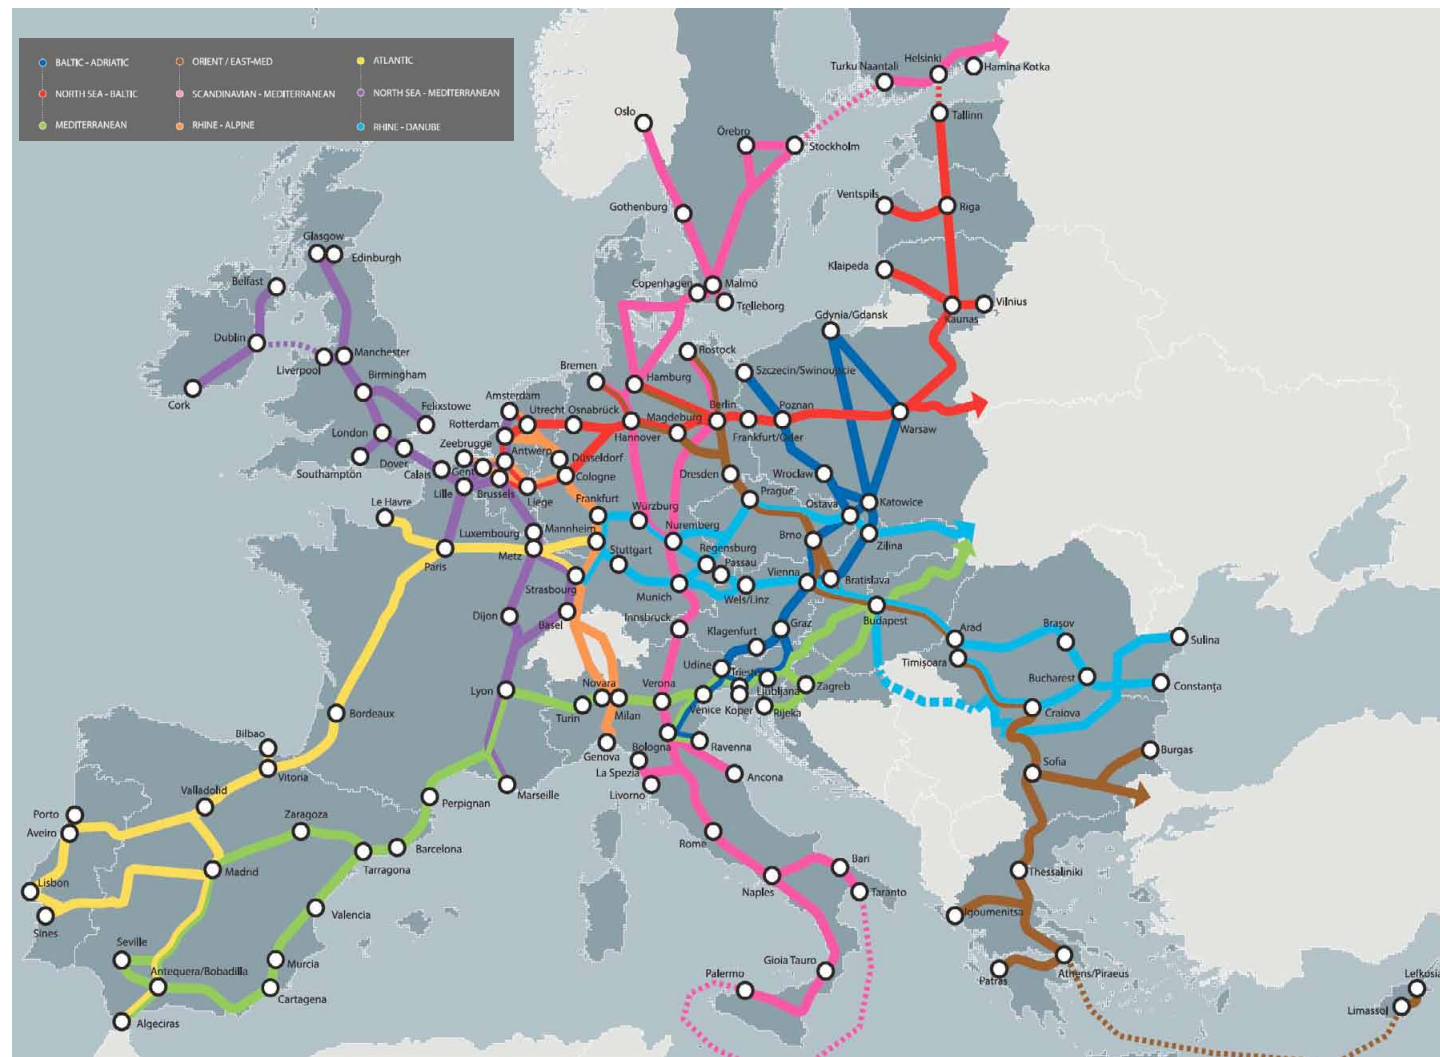 BALTIC - ADRIATIC
ORIENT / EAST-MED
ATLANTIC
NORTH SEA - BALTIC
SCANDINAVIAN - MEDITERRANEAN
NORTH SEA - MEDITERRANEAN
MEDITERRANEAN
RHINE - ALPINE
RHINE - DANUBE
Helsinki
Turku Naantali
Hamina Kotka
Oslo
Tallinn
Örebro
Stockholm
Ventspils
Riga
Gothenburg
Glasgow
Edinburgh
Klaipeda
Belfast
Copenhagen
Malmö
Trelleborg
Vilnius
Kaunas
Gdynia/Gdansk
Dublin
Liverpool
Manchester
Rostock
Bremen
Szczecin/Swinoujscie
Birmingham
Hamburg
Cork
Amsterdam
Felixstowe
Utrecht
Osnabrück
Magdeburg
Berlin
Poznan
Rotterdam
London
Hannover
Frankfurt/Oder
Warsaw
Zeebrugge
Antwerp
Düsseldorf
Dover
Southampton
Calais
Gent
Cologne
Dresden
Wroclaw
Lille
Brussels
Liege
Frankfurt
Prague
Le Havre
Würzburg
Ostava
Katowice
Luxembourg
Mannheim
Nuremberg
Paris
Metz
Stuttgart
Regensburg
Brno
Zilina
Passau
Strasbourg
Munich
Wels/Linz
Vienna
Bratislava
Dijon
Basel
Innsbruck
Klagenfurt
Graz
Budapest
Arad
Braşov
Sulina
Udine
Timişoara
Trieste
Ljubljana
Bucharest
Lyon
Novara
Verona
Zagreb
Constanţa
Turin
Milan
Venice
Koper
Rijeka
Craiova
Bordeaux
Bilbao
Genova
Bologna
Ravenna
Burgas
Vitoria
La Spezia
Ancona
Sofia
Valladolid
Livorno
Marseille
Perpignan
Porto
Zaragoza
Aveiro
Rome
Barcelona
Madrid
Tarragona
Bari
Thessaliniki
Lisbon
Naples
Taranto
Sines
Valencia
Igoumenitsa
Seville
Murcia
Gioia Tauro
Antequera/Bobadilla
Palermo
Athens/Piraeus
Patras
Lefkosia
Cartagena
Limassol
Algeciras